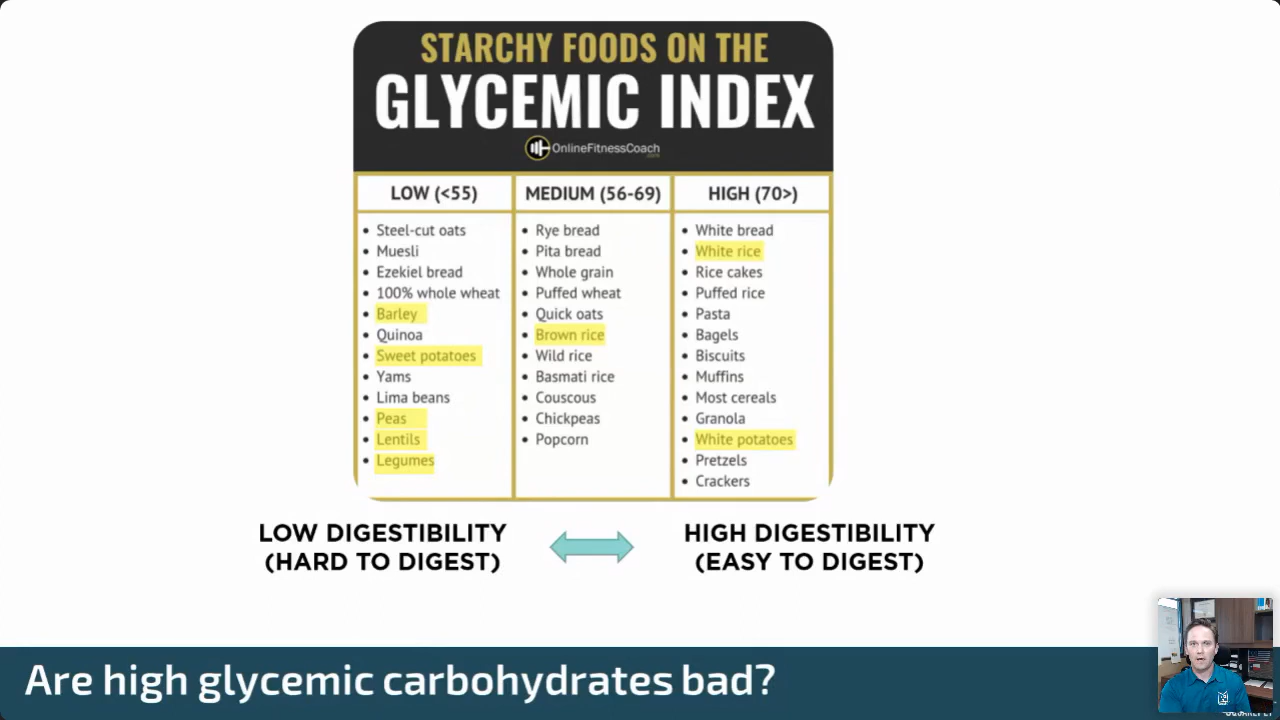 STARCHY FOODS ON THE
GLYCEMIC INDEX
OnlineFitnessCoach
LOW (<55)
Steel-cut oats
Muesli
Ezekiel bread
100% whole wheat
Barley
Quinoa
Sweet potatoes
Yams
Lima beans
Peas
Lentils
Legumes
MEDIUM (56-69)
Rye bread
Pita bread
Whole grain
Puffed wheat
Quick oats
Brown rice
Wild rice
Basmati rice
Couscous
Chickpeas
Popcorn
HIGH (70>)
White bread
White rice
Rice cakes
Puffed rice
Pasta
Bagels
Biscuits
Muffins
Most cereals
Granola
White potatoes
Pretzels
Crackers
LOW DIGESTIBILITY
(HARD TO DIGEST)
HIGH DIGESTIBILITY
(EASY TO DIGEST)
Are high glycemic carbohydrates bad?